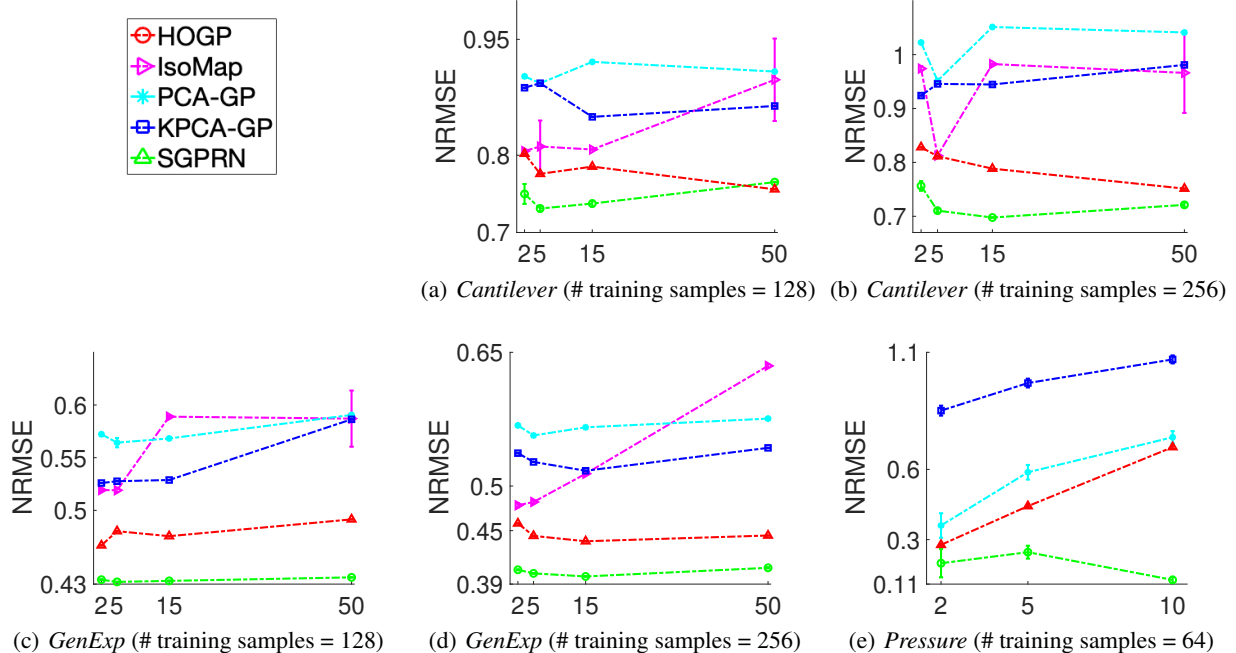 HOGP
IsoMap
PCA-GP
KPCA-GP
SGPRN
NRMSE
0.95
0.8
0.7
2 5 15 50
(a) Cantilever (# training samples = 128)
NRMSE
1
0.9
0.8
0.7
2 5 15 50
(b) Cantilever (# training samples = 256)
NRMSE
0.6
0.55
0.5
0.43
2 5 15 50
(c) GenExp (# training samples = 128)
NRMSE
0.65
0.5
0.45
0.39
2 5 15 50
(d) GenExp (# training samples = 256)
NRMSE
1.1
0.6
0.3
0.11
2 5 10
(e) Pressure (# training samples = 64)